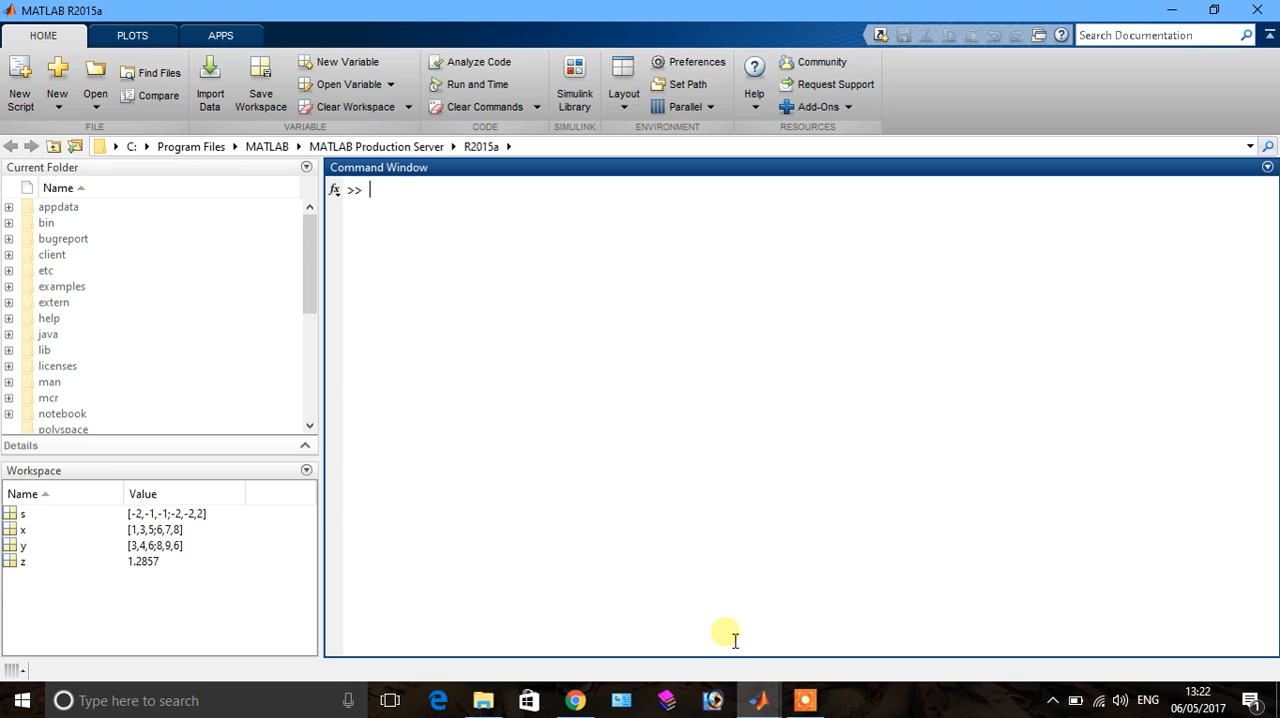 MATLAB R2015a
HOME PLOTS APPS
Search Documentation
New Script
New
Open
Find Files
Compare
FILE
Import Data
Save Workspace
New Variable
Open Variable
Clear Workspace
VARIABLE
Analyze Code
Run and Time
Clear Commands
CODE
Simulink Library
SIMULINK
Layout
Preferences
Set Path
Parallel
ENVIRONMENT
Help
Community
Request Support
Add-Ons
RESOURCES
C: Program Files MATLAB MATLAB Production Server R2015a
Current Folder
Name
appdata
bin
bugreport
client
etc
examples
extern
help
java
lib
licenses
man
mcr
notebook
polyspace
Details
Workspace
Name Value
s [-2,-1,-1;-2,-2,2]
x [1,3,5;6,7,8]
y [3,4,6;8,9,6]
z 1.2857
Command Window
fx >>
Type here to search
ENG
13:22
06/05/2017
1